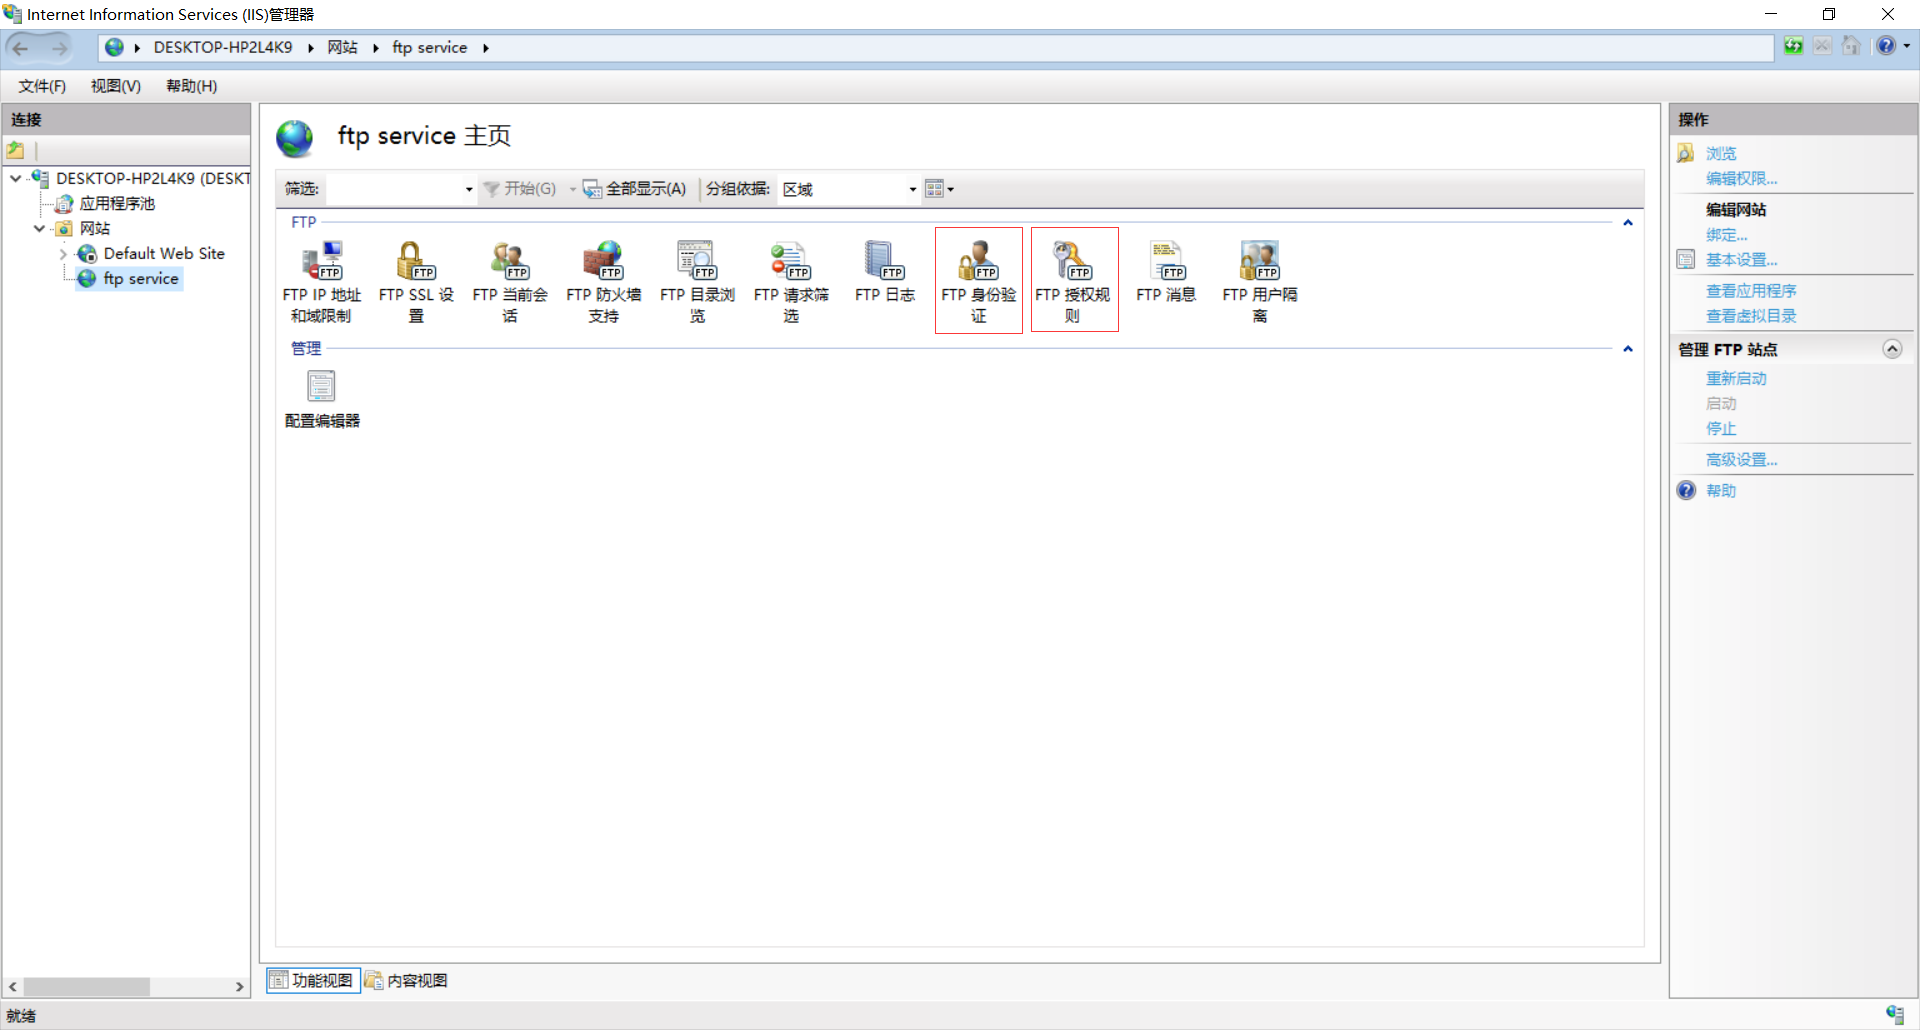 Internet Information Services (IIS)管理器
DESKTOP-HP2L4K9 网站 ftp service
文件(F) 视图(V) 帮助(H)
连接
DESKTOP-HP2L4K9 (DESKT
应用程序池
网站
Default Web Site
ftp service
ftp service 主页
筛选: 开始(G) 全部显示(A) 分组依据: 区域
FTP
FTP IP 地址
和域限制
FTP SSL 设
置
FTP 当前会
话
FTP 防火墙
支持
FTP 目录浏
览
FTP 请求筛
选
FTP 日志
FTP 身份验
证
FTP 授权规
则
FTP 消息
FTP 用户隔
离
管理
配置编辑器
功能视图 内容视图
操作
浏览
编辑权限...
编辑网站
绑定...
基本设置...
查看应用程序
查看虚拟目录
管理 FTP 站点
重新启动
启动
停止
高级设置...
帮助
就绪